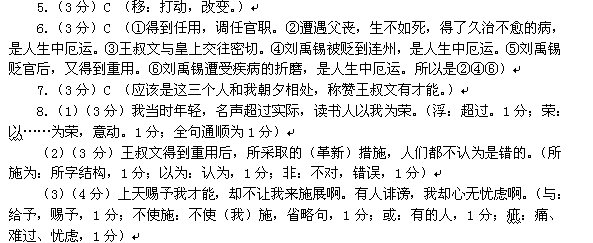 5.（3分）C （移：打动，改变。）↵
6.（3分）C （①得到任用，调任官职。②遭遇父丧，生不如死，得了久治不愈的病，
是人生中厄运。③王叔文与皇上交往密切。④刘禹锡被贬到连州，是人生中厄运。⑤刘禹锡
贬官后，又得到重用。⑥刘禹锡遭受疾病的折磨，是人生中厄运。所以是②④⑥）↵
7.（3分）C （应该是这三个人和我朝夕相处，称赞王叔文有才能。）↵
8.（1）（3分）我当时年轻，名声超过实际，读书人以我为荣。（浮：超过。1分；荣：
以……为荣，意动。1分；全句通顺为1分）↵
（2）（3 分）王叔文得到重用后，所采取的（革新）措施，人们都不认为是错的。（所
施为：所字结构，1分；以为：认为，1分；非：不对，错误，1分）↵
（3）（4分）上天赐予我才能，却不让我来施展啊。有人诽谤，我却心无忧虑啊。（与：
给予，赐予，1分；不使施：不使（我）施，省略句，1分；或：有的人，1分；疵：痛、
难过、忧虑，1分）↵